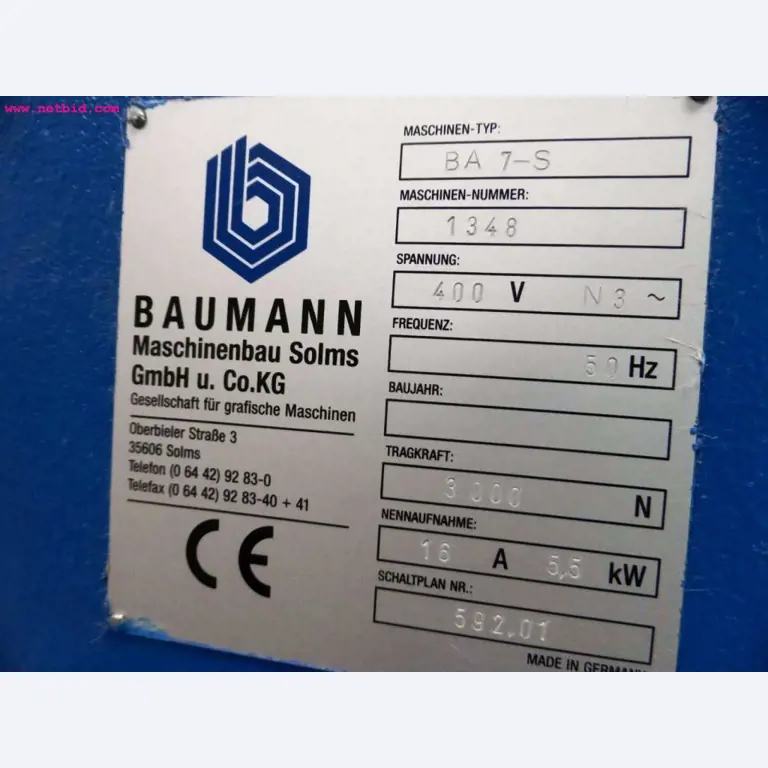 www.netbid.com
BAUMANN
Maschinenbau Solms
GmbH u. Co.KG
Gesellschaft für grafische Maschinen
Oberbieler Straße 3
35606 Solms
Telefon (0 64 42) 92 83-0
Telefax (0 64 42) 92 83-40 + 41
CE
MASCHINEN-TYP:
BA 7-S
MASCHINEN-NUMMER:
1348
SPANNUNG:
400 V N3 ~
FREQUENZ:
50 Hz
BAUJAHR:
TRAGKRAFT:
3000 N
NENNAUFNAHME:
16 A 5,5 kW
SCHALTPLAN NR.:
592.01
MADE IN GERMANY